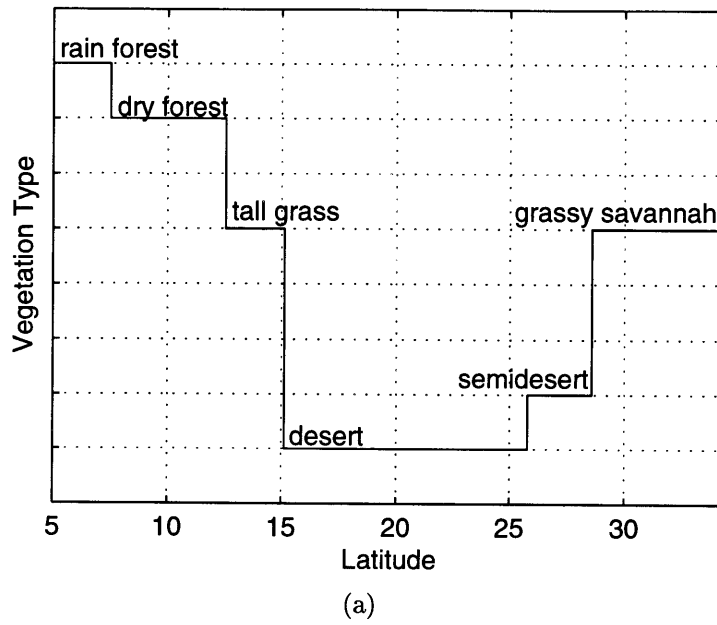 rain forest
dry forest
tall grass
grassy savannah
semidesert
desert
Vegetation Type
5 10 15 20 25 30
Latitude
(a)